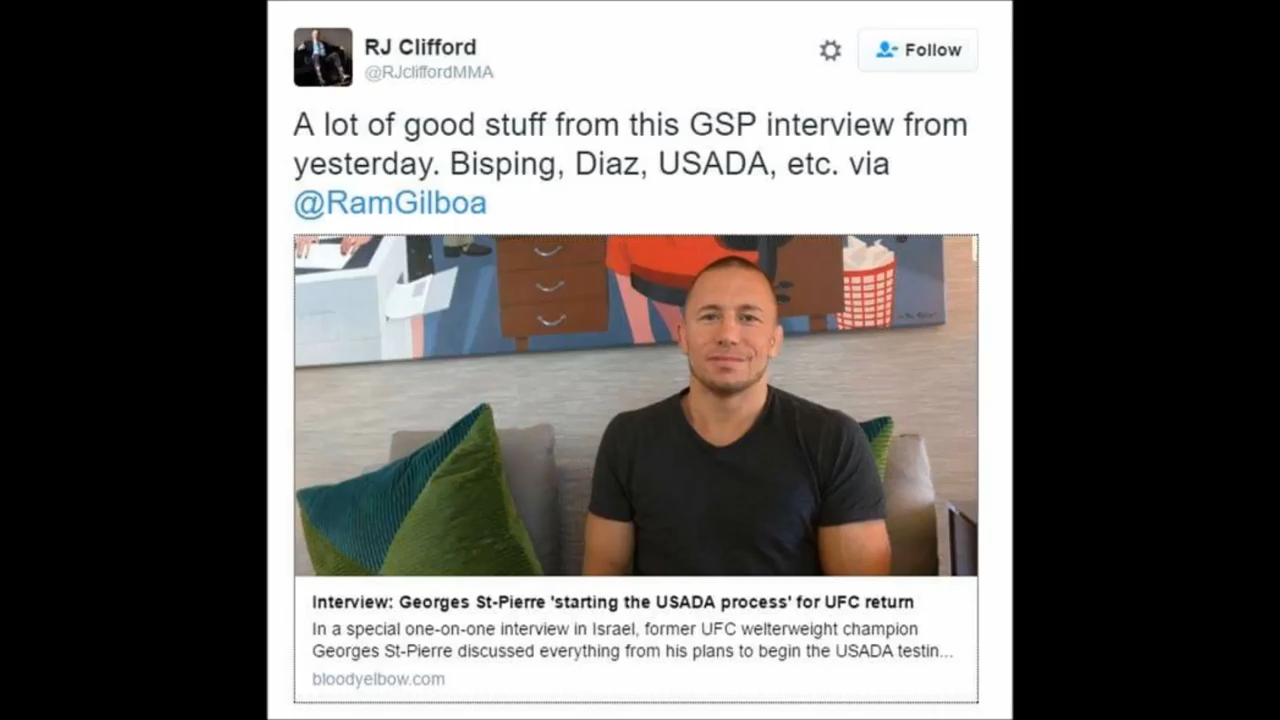 RJ Clifford
@RJcliffordMMA
Follow
A lot of good stuff from this GSP interview from
yesterday. Bisping, Diaz, USADA, etc. via
@RamGilboa
Interview: Georges St-Pierre 'starting the USADA process' for UFC return
In a special one-on-one interview in Israel, former UFC welterweight champion
Georges St-Pierre discussed everything from his plans to begin the USADA testin...
bloodyelbow.com